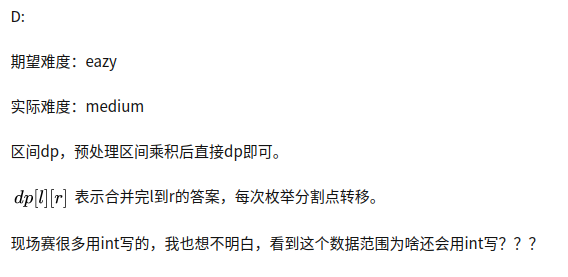 D:
期望难度：eazy
实际难度：medium
区间dp，预处理区间乘积后直接dp即可。
dp[l][r] 表示合并完l到r的答案，每次枚举分割点转移。
现场赛很多用int写的，我也想不明白，看到这个数据范围为啥还会用int写？？？